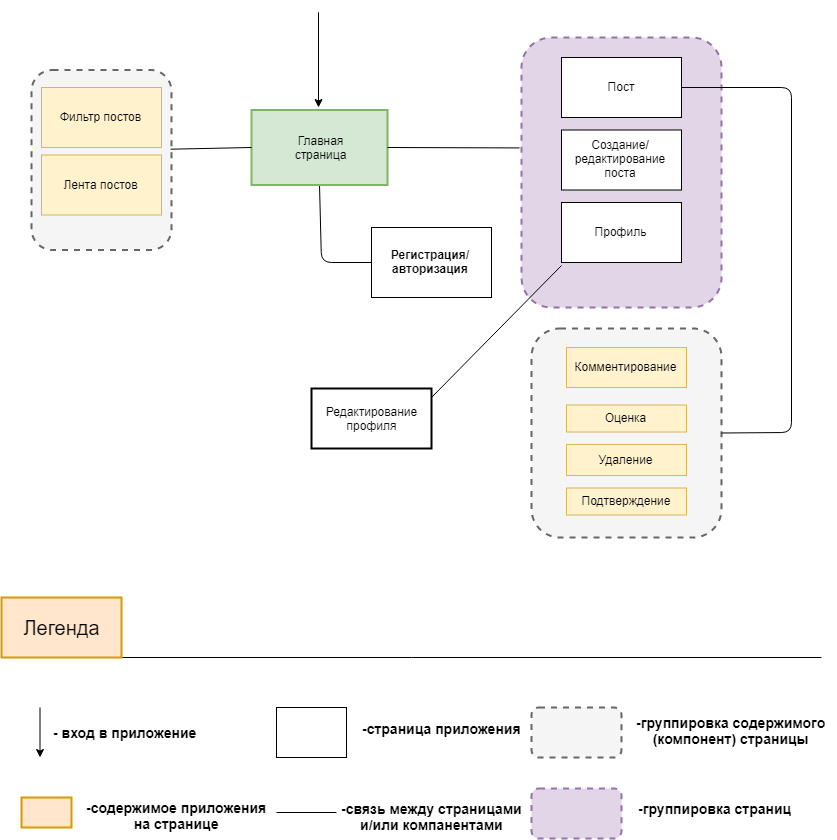 Фильтр постов
Лента постов
Главная
страница
Пост
Создание/
редактирование
поста
Профиль
Регистрация/
авторизация
Редактирование
профиля
Комментирование
Оценка
Удаление
Подтверждение
Легенда
- вход в приложение
-страница приложения
-группировка содержимого
(компонент) страницы
-содержимое приложения
на странице
-связь между страницами
и/или компанентами
-группировка страниц